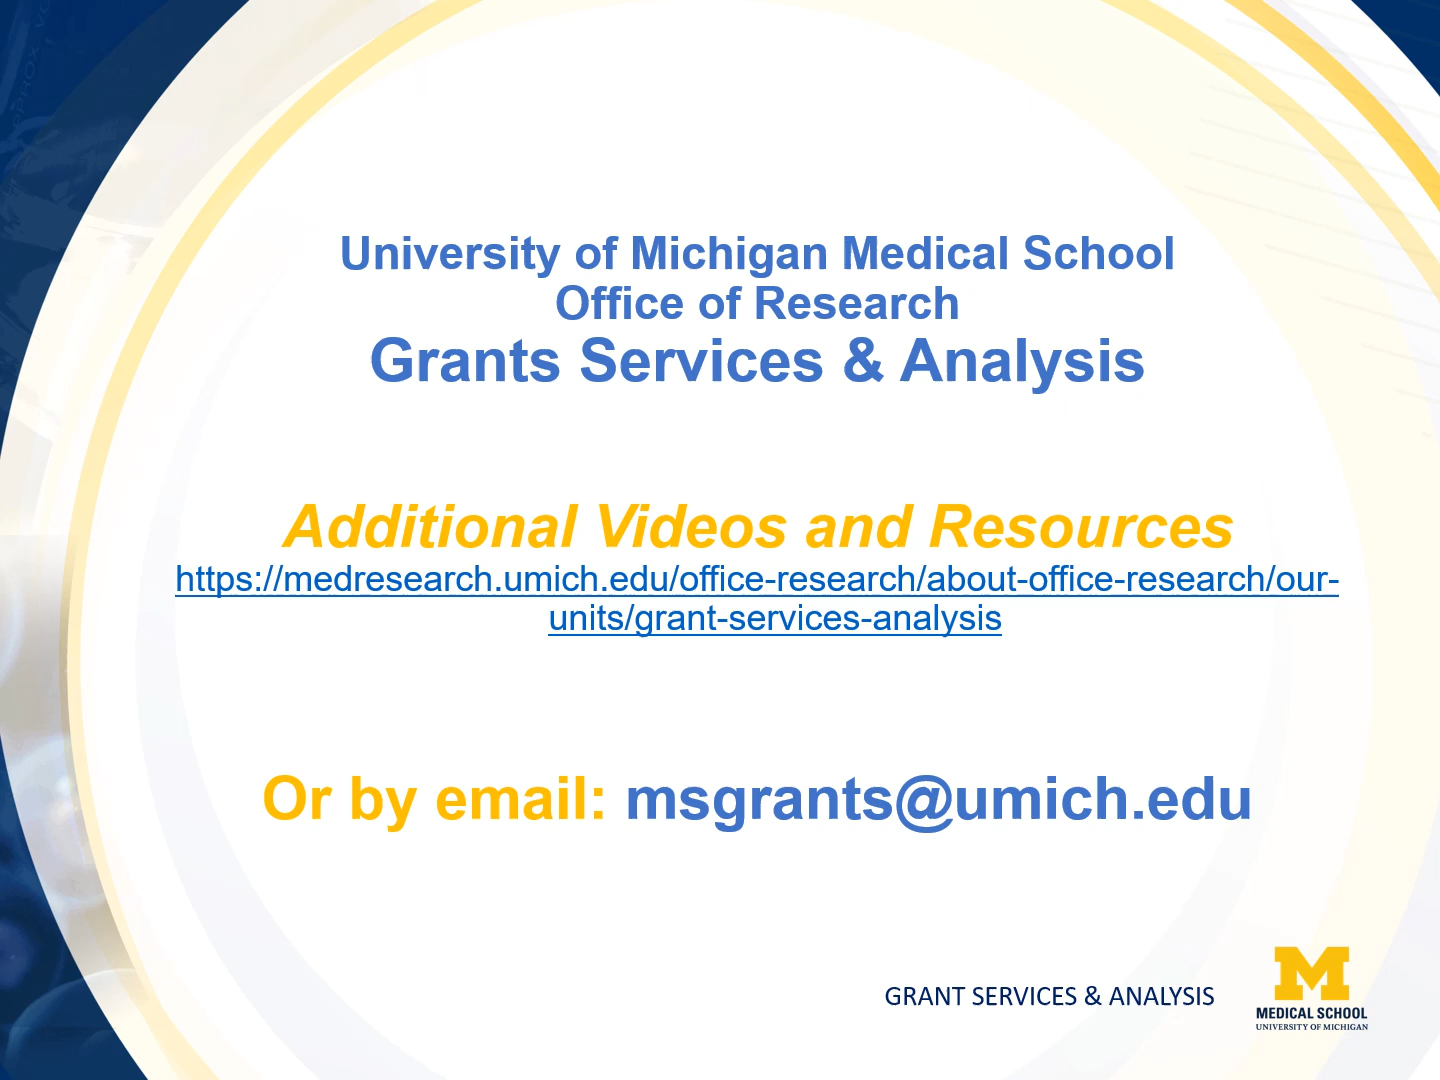 University of Michigan Medical School
Office of Research
Grants Services & Analysis
Additional Videos and Resources
https://medresearch.umich.edu/office-research/about-office-research/our-
units/grant-services-analysis
Or by email: msgrants@umich.edu
GRANT SERVICES & ANALYSIS
M
MEDICAL SCHOOL
UNIVERSITY OF MICHIGAN